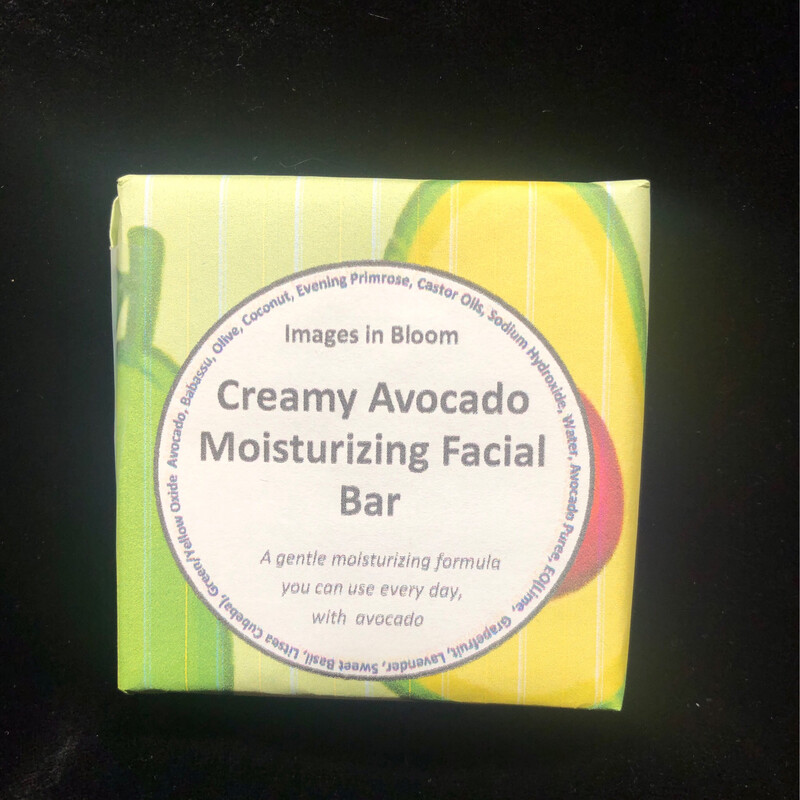 Images in Bloom
Creamy Avocado
Moisturizing Facial
Bar
A gentle moisturizing formula
you can use every day,
with avocado
Avocado, Babassu, Olive, Coconut, Evening Primrose, Castor Oils, Sodium Hydroxide, Water, Avocado Puree, EO(Lime, Grapefruit, Lavender, Sweet Basil, Litsea Cubeba), Green/Yellow Oxide